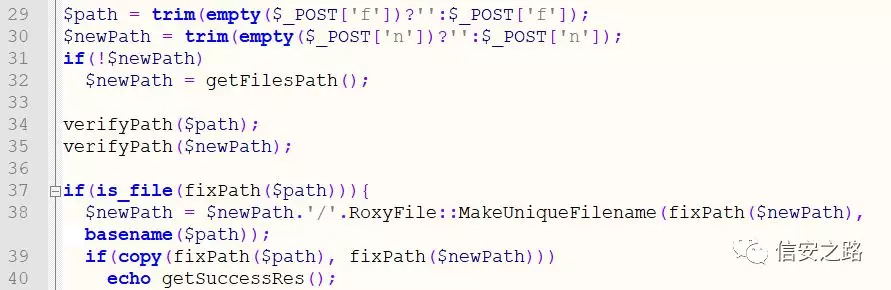 29 $path = trim(empty($_POST['f'])?'':$_POST['f']);
30 $newPath = trim(empty($_POST['n'])?'':$_POST['n']);
31 if(!$newPath)
32   $newPath = getFilesPath();
33
34 verifyPath($path);
35 verifyPath($newPath);
36
37 if(is_file(fixPath($path))){
38   $newPath = $newPath.'/'.RoxyFile::MakeUniqueFilename(fixPath($newPath),
basename($path));
39   if(copy(fixPath($path), fixPath($newPath)))
40     echo getSuccessRes();
信安之路